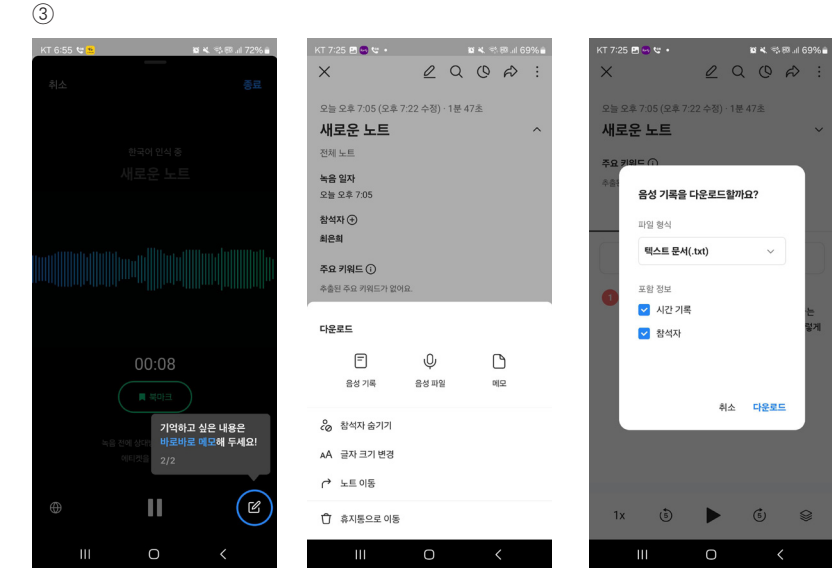 ③
KT 6:55
72%
취소
종료
한국어 인식 중
새로운 노트
00:08
북마크
기억하고 싶은 내용은
바로바로 메모해 두세요!
2/2
KT 7:25
69%
오늘 오후 7:05 (오후 7:22 수정) · 1분 47초
새로운 노트
전체 노트
녹음 일자
오늘 오후 7:05
참석자
최은희
주요 키워드
추출된 주요 키워드가 없어요.
다운로드
음성 기록
음성 파일
메모
참석자 숨기기
AA 글자 크기 변경
노트 이동
휴지통으로 이동
KT 7:25
69%
오늘 오후 7:05 (오후 7:22 수정) · 1분 47초
새로운 노트
주요 키워드
음성 기록을 다운로드할까요?
파일 형식
텍스트 문서(.txt)
포함 정보
시간 기록
참석자
취소
다운로드
1
1x
5
5